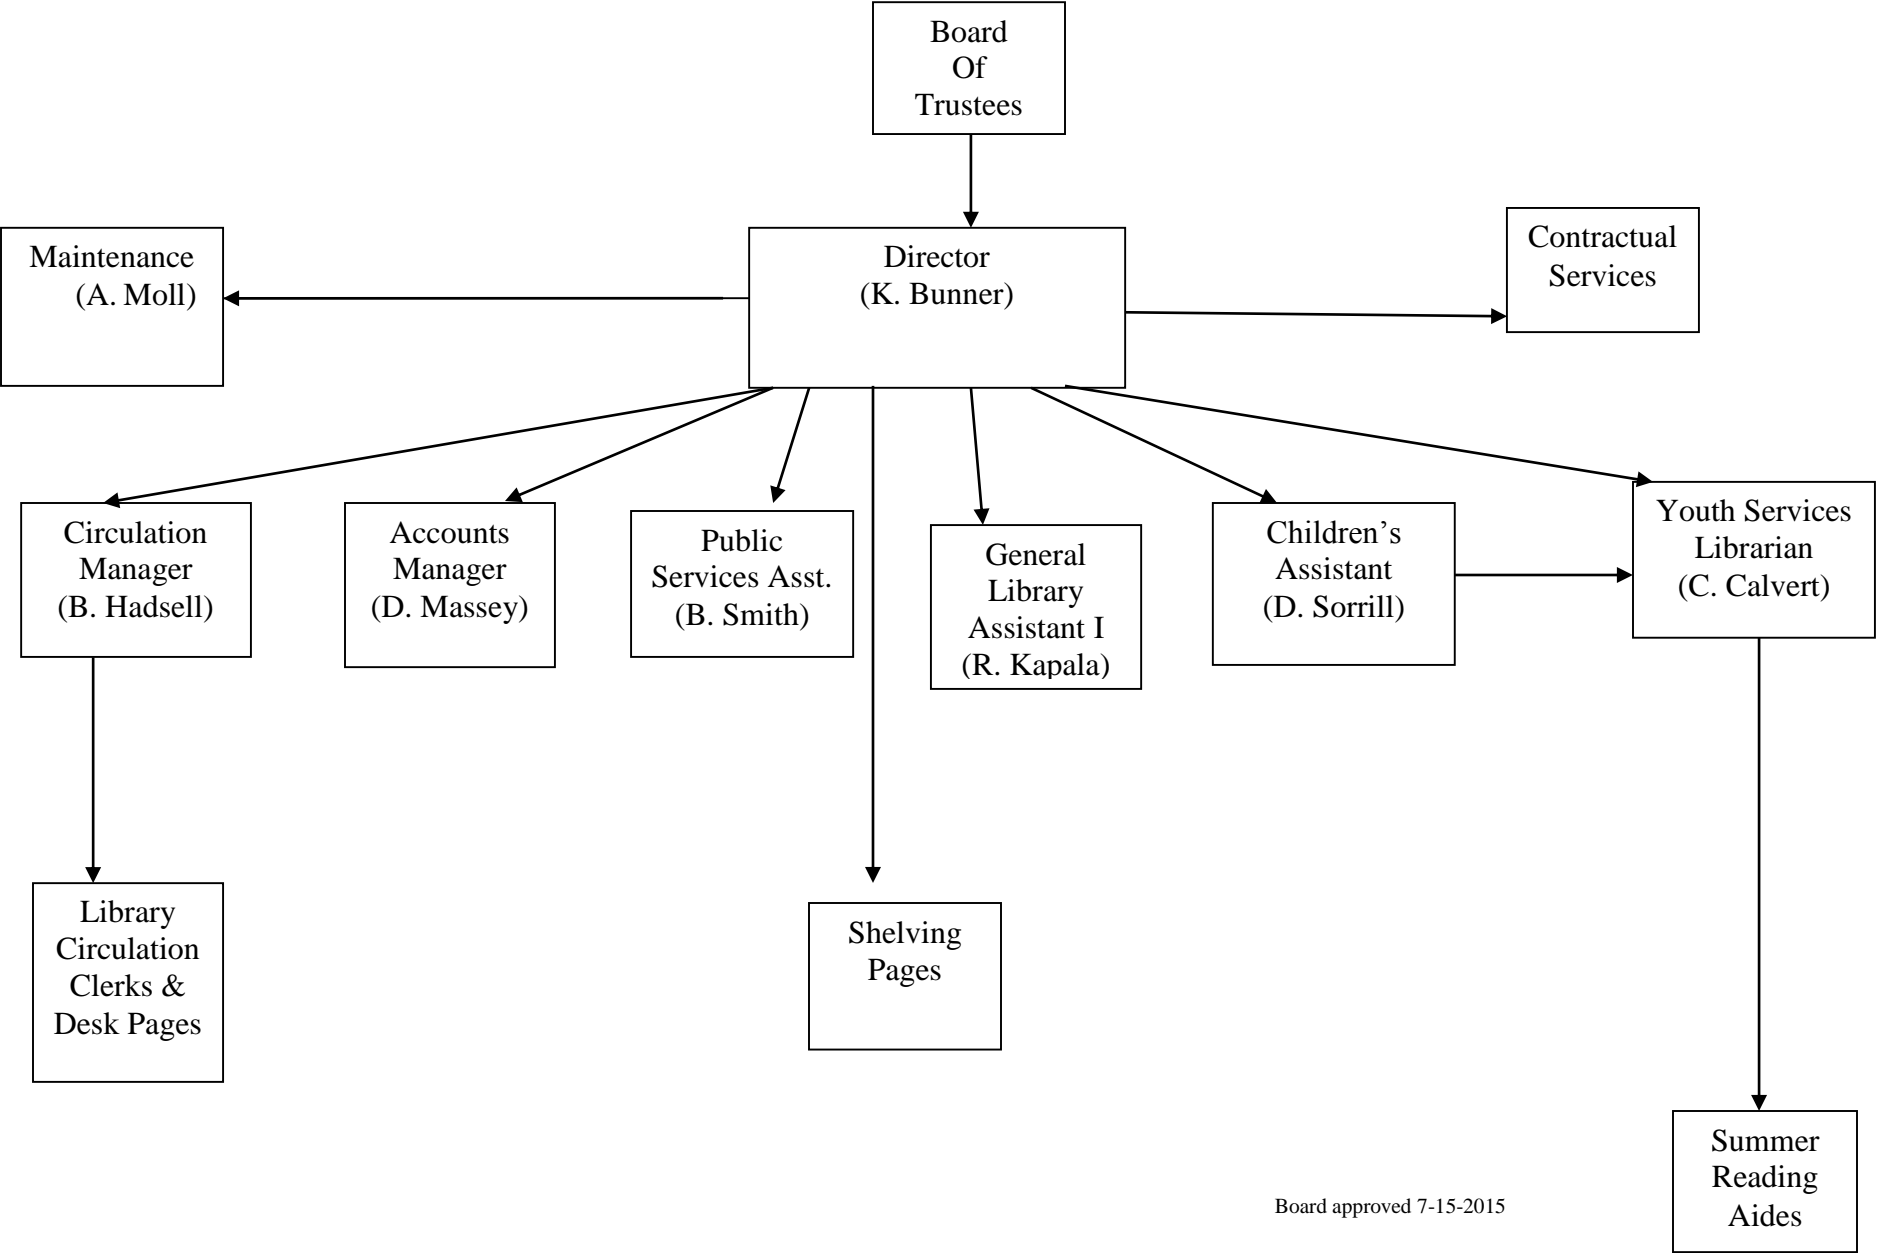 Board
Of
Trustees
Maintenance
(A. Moll)
Director
(K. Bunner)
Contractual
Services
Circulation
Manager
(B. Hadsell)
Accounts
Manager
(D. Massey)
Public
Services Asst.
(B. Smith)
General
Library
Assistant I
(R. Kapala)
Children’s
Assistant
(D. Sorrill)
Youth Services
Librarian
(C. Calvert)
Library
Circulation
Clerks &
Desk Pages
Shelving
Pages
Summer
Reading
Aides
Board approved 7-15-2015